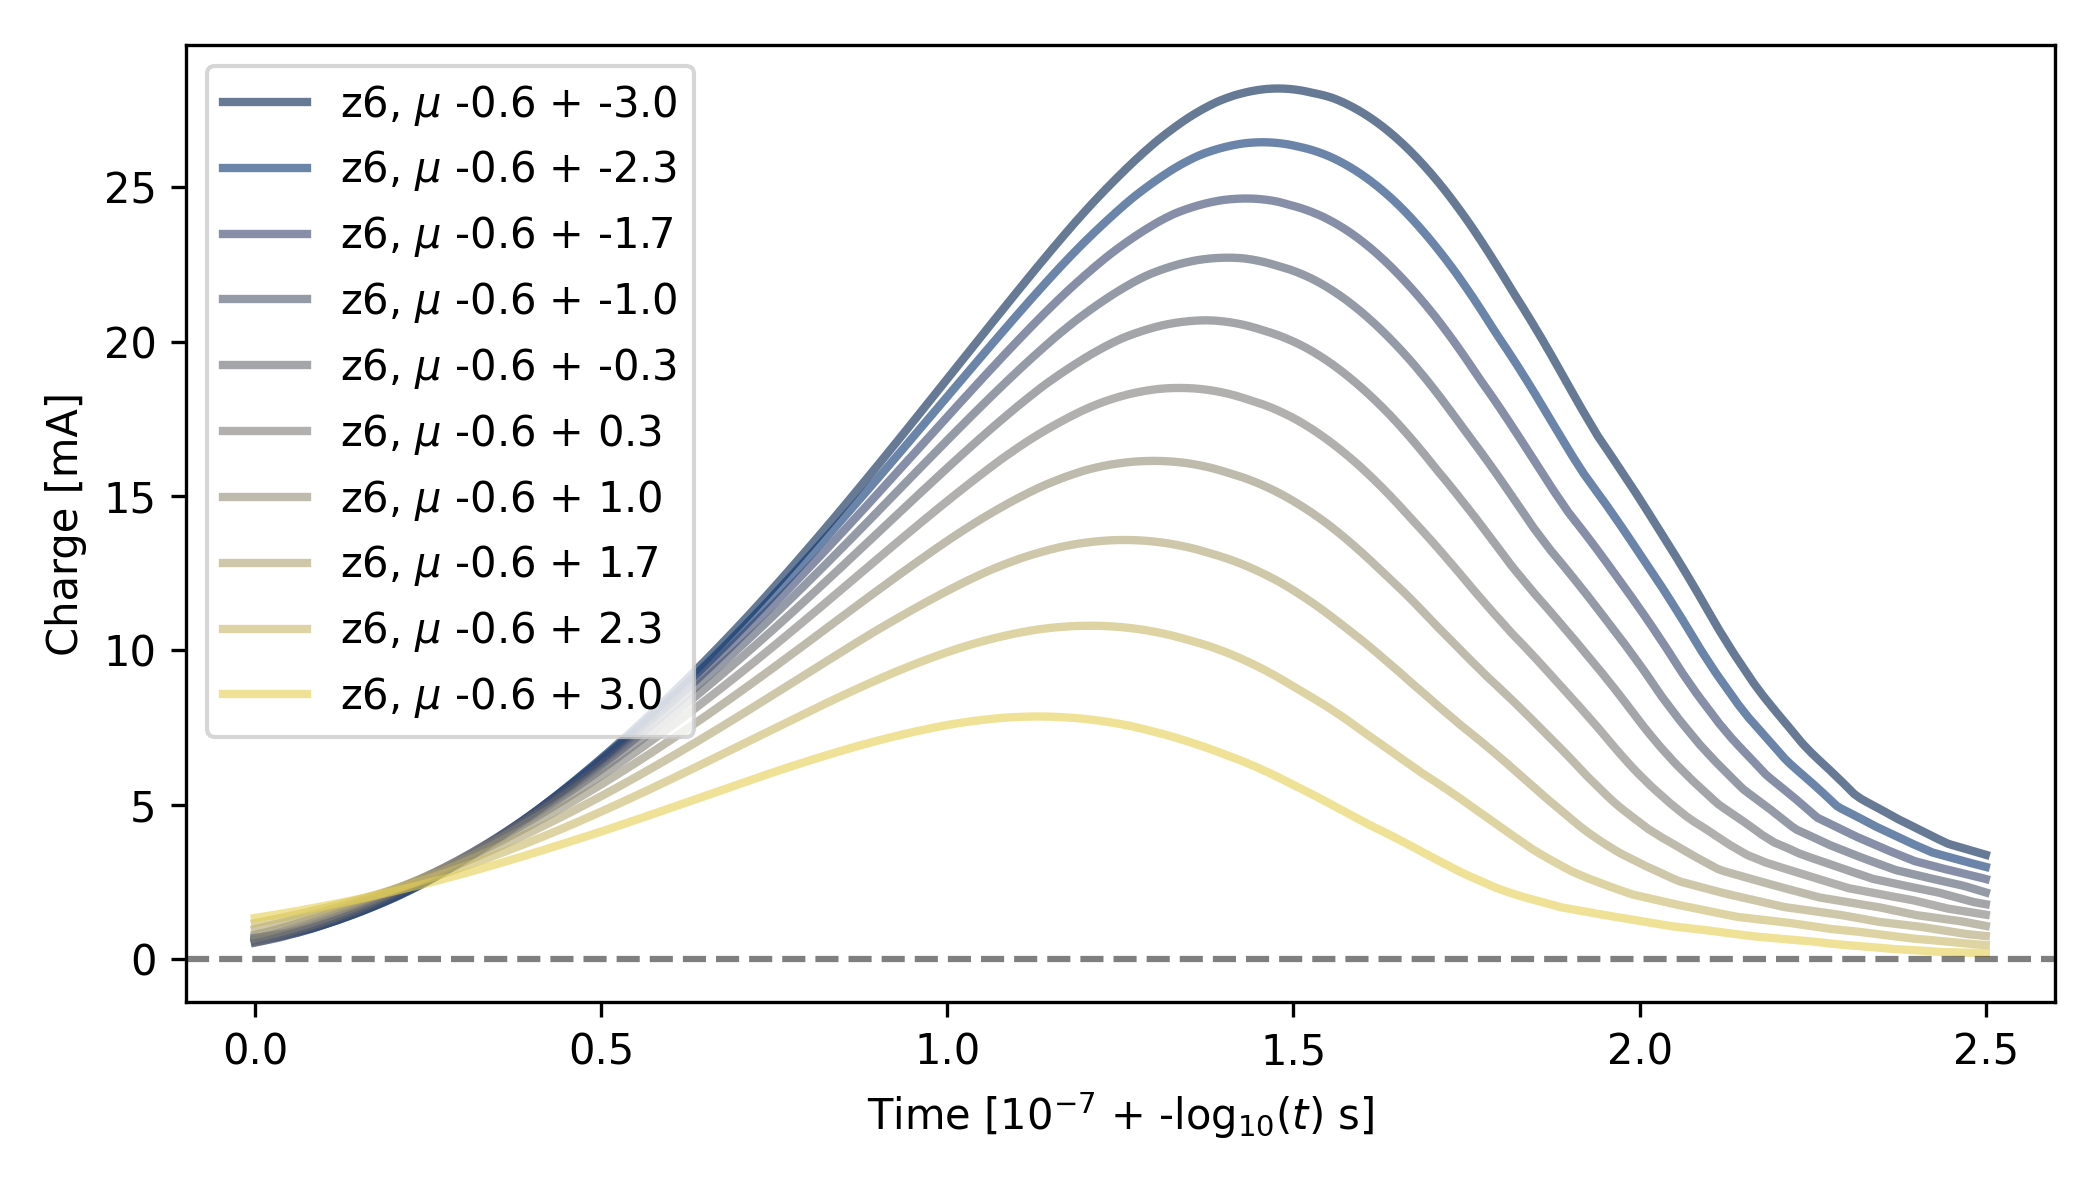 z6, μ -0.6 + -3.0
z6, μ -0.6 + -2.3
z6, μ -0.6 + -1.7
z6, μ -0.6 + -1.0
z6, μ -0.6 + -0.3
z6, μ -0.6 + 0.3
z6, μ -0.6 + 1.0
z6, μ -0.6 + 1.7
z6, μ -0.6 + 2.3
z6, μ -0.6 + 3.0
Charge [mA]
25
20
15
10
5
0
0.0 0.5 1.0 1.5 2.0 2.5
Time [10⁻⁷ + -log₁₀(t) s]